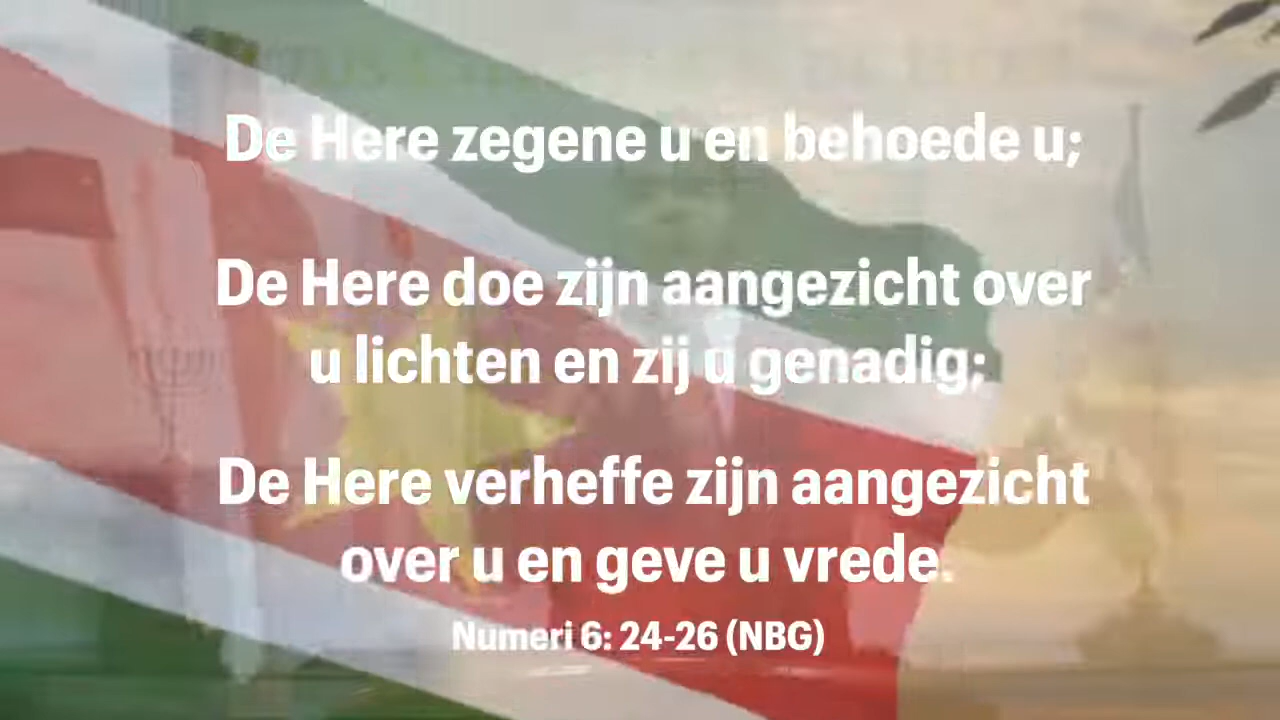 De Here zegene u en behoede u;
De Here doe zijn aangezicht over
u lichten en zij u genadig;
De Here verheffe zijn aangezicht
over u en geve u vrede.
Numeri 6: 24-26 (NBG)